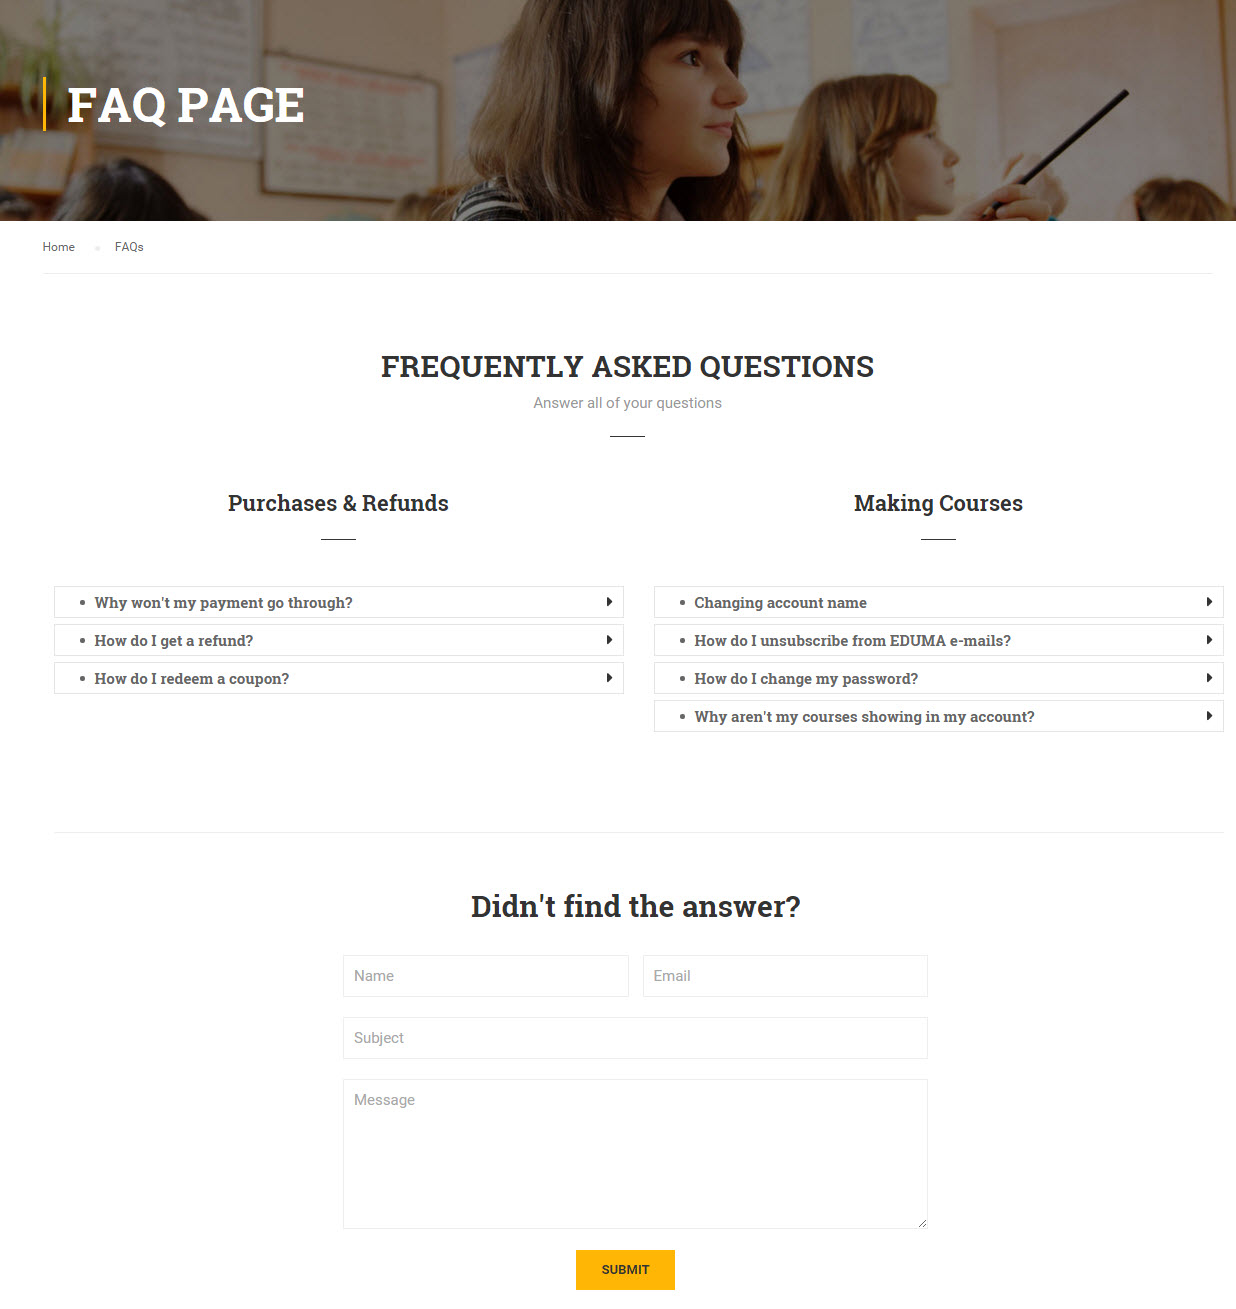 FAQ PAGE
Home
FAQs
FREQUENTLY ASKED QUESTIONS
Answer all of your questions
Purchases & Refunds
Why won't my payment go through?
How do I get a refund?
How do I redeem a coupon?
Making Courses
Changing account name
How do I unsubscribe from EDUMA e-mails?
How do I change my password?
Why aren't my courses showing in my account?
Didn't find the answer?
Name
Email
Subject
Message
SUBMIT